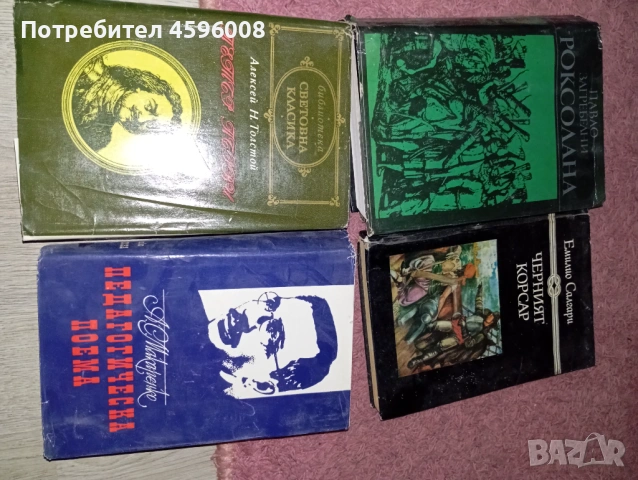 Потребител 4596008
Петър първи
Алексей Н. Толстой
библиотека
СВЕТОВНА
КЛАСИКА
ПАВЛО
ЗАГРЕБЕЛНИ
РОКСОЛАНА
А. Макаренко
ПЕДАГОГИЧЕСКА
ПОЕМА
Емилио Салгари
ЧЕРНИЯТ
КОРСАР
BAZAR